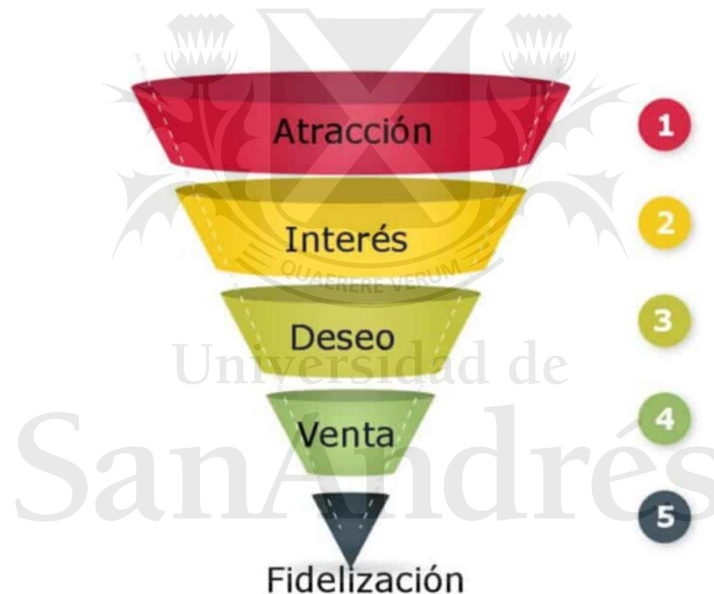 Atracción
1
Interés
2
QUAERERE VERUM
Deseo
3
Universidad de
Venta
4
SanAndrés
5
Fidelización